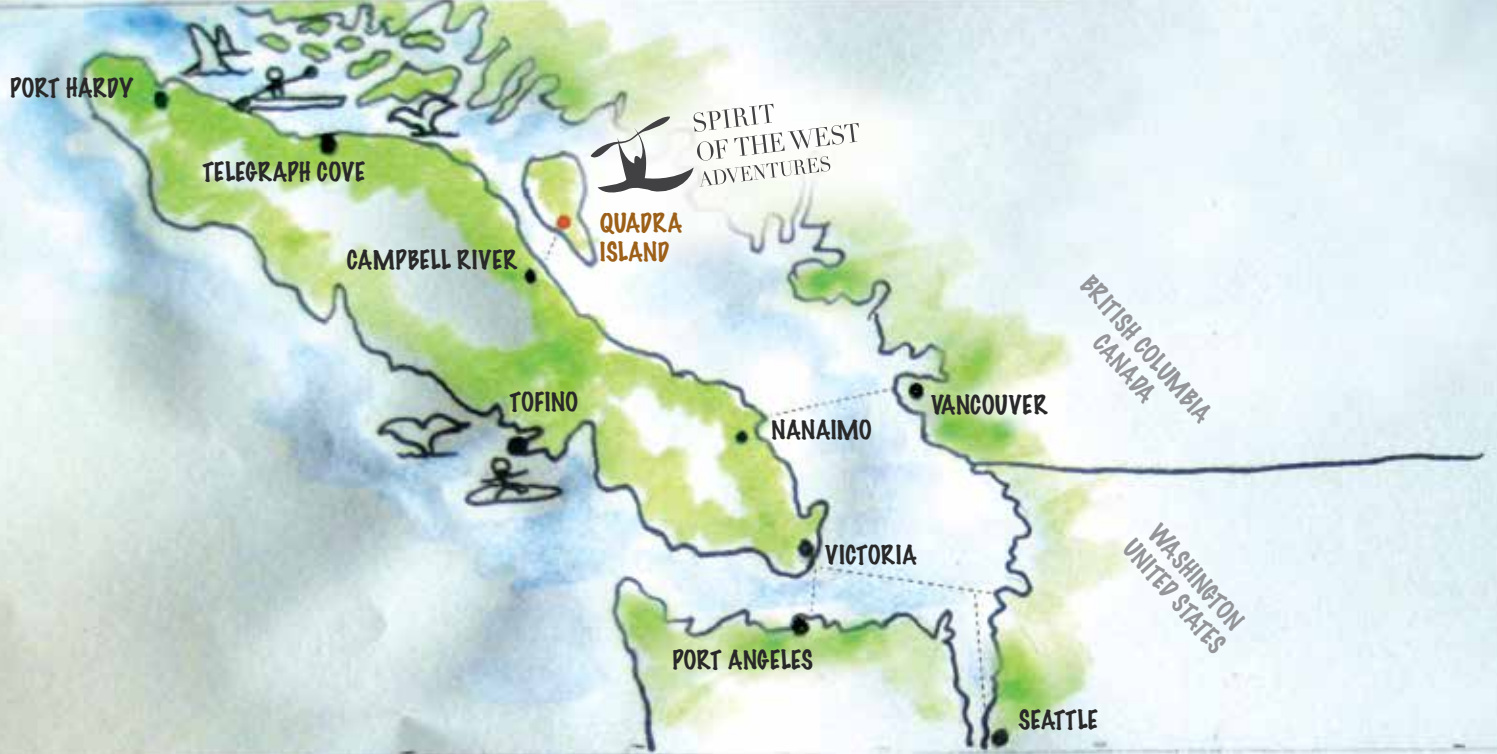 PORT HARDY
SPIRIT
OF THE WEST
ADVENTURES
TELEGRAPH COVE
QUADRA
ISLAND
CAMPBELL RIVER
BRITISH COLUMBIA
CANADA
TOFINO
VANCOUVER
NANAIMO
WASHINGTON
UNITED STATES
VICTORIA
PORT ANGELES
SEATTLE